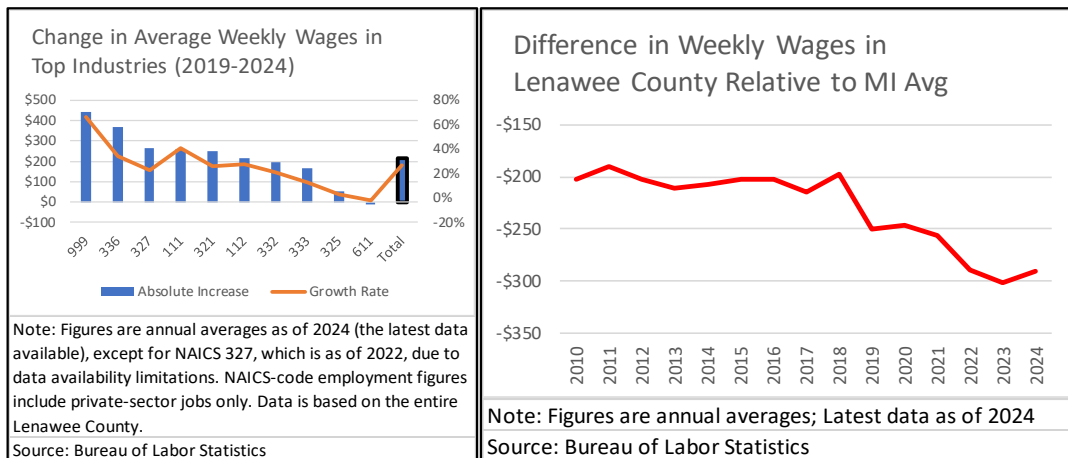 Change in Average Weekly Wages in
Top Industries (2019-2024)
$500
$400
$300
$200
$100
$0
-$100
80%
60%
40%
20%
0%
-20%
999
336
327
111
321
112
332
333
325
611
Total
Absolute Increase
Growth Rate
Note: Figures are annual averages as of 2024 (the latest data
available), except for NAICS 327, which is as of 2022, due to
data availability limitations. NAICS-code employment figures
include private-sector jobs only. Data is based on the entire
Lenawee County.
Source: Bureau of Labor Statistics
Difference in Weekly Wages in
Lenawee County Relative to MI Avg
-$150
-$200
-$250
-$300
-$350
2010
2011
2012
2013
2014
2015
2016
2017
2018
2019
2020
2021
2022
2023
2024
Note: Figures are annual averages; Latest data as of 2024
Source: Bureau of Labor Statistics